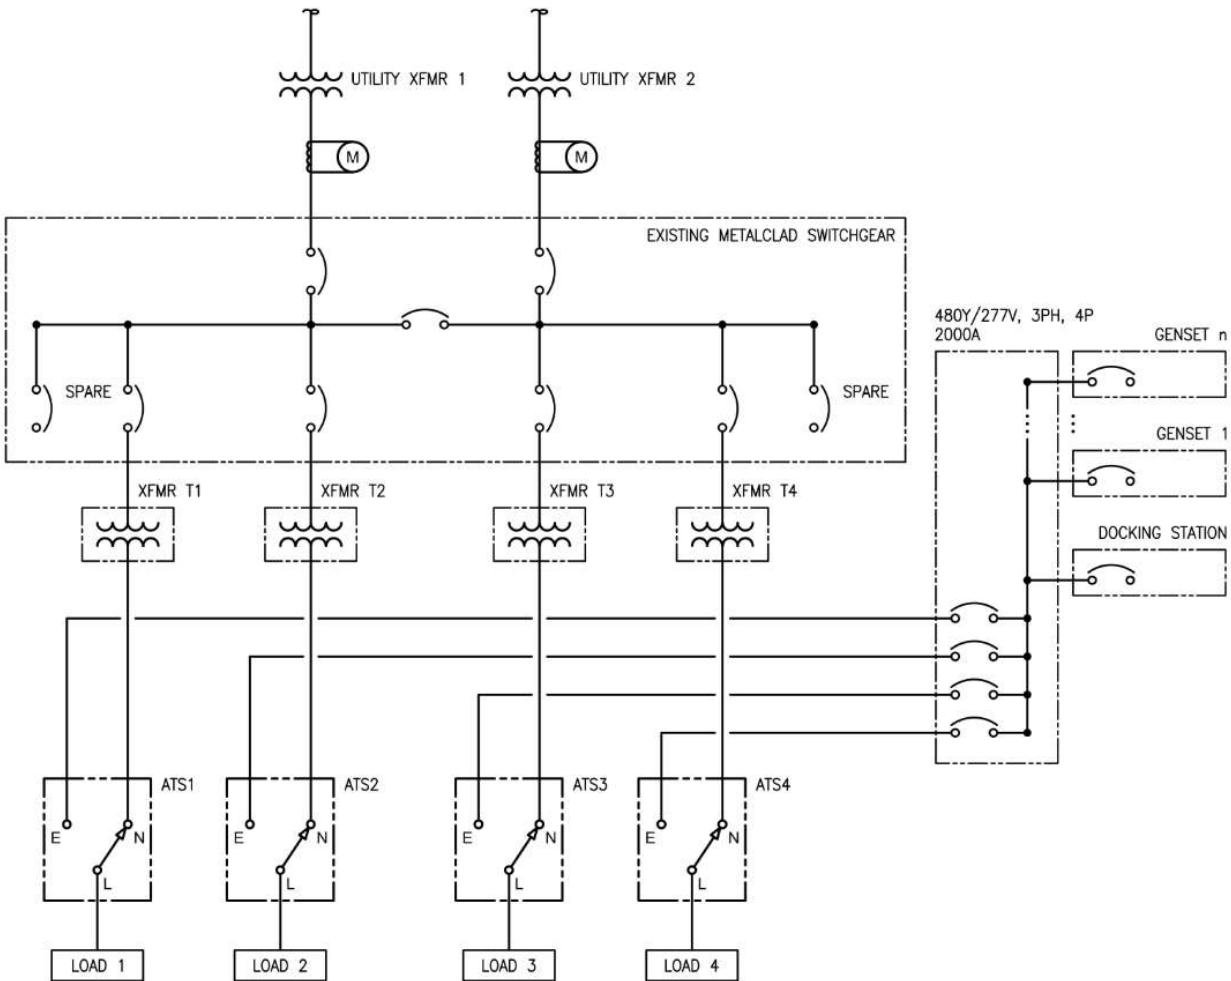 UTILITY XFMR 1
UTILITY XFMR 2
M
M
EXISTING METALCLAD SWITCHGEAR
480Y/277V, 3PH, 4P
2000A
GENSET n
SPARE
SPARE
GENSET 1
XFMR T1
XFMR T2
XFMR T3
XFMR T4
DOCKING STATION
ATS1
ATS2
ATS3
ATS4
E
N
L
E
N
L
E
N
L
E
N
L
LOAD 1
LOAD 2
LOAD 3
LOAD 4